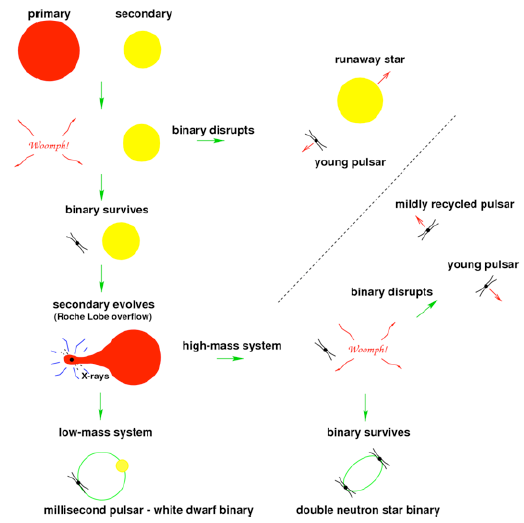 primary
secondary
runaway star
Woomph!
binary disrupts
young pulsar
binary survives
mildly recycled pulsar
young pulsar
secondary evolves
(Roche Lobe overflow)
binary disrupts
high-mass system
X-rays
Woomph!
low-mass system
binary survives
millisecond pulsar - white dwarf binary
double neutron star binary